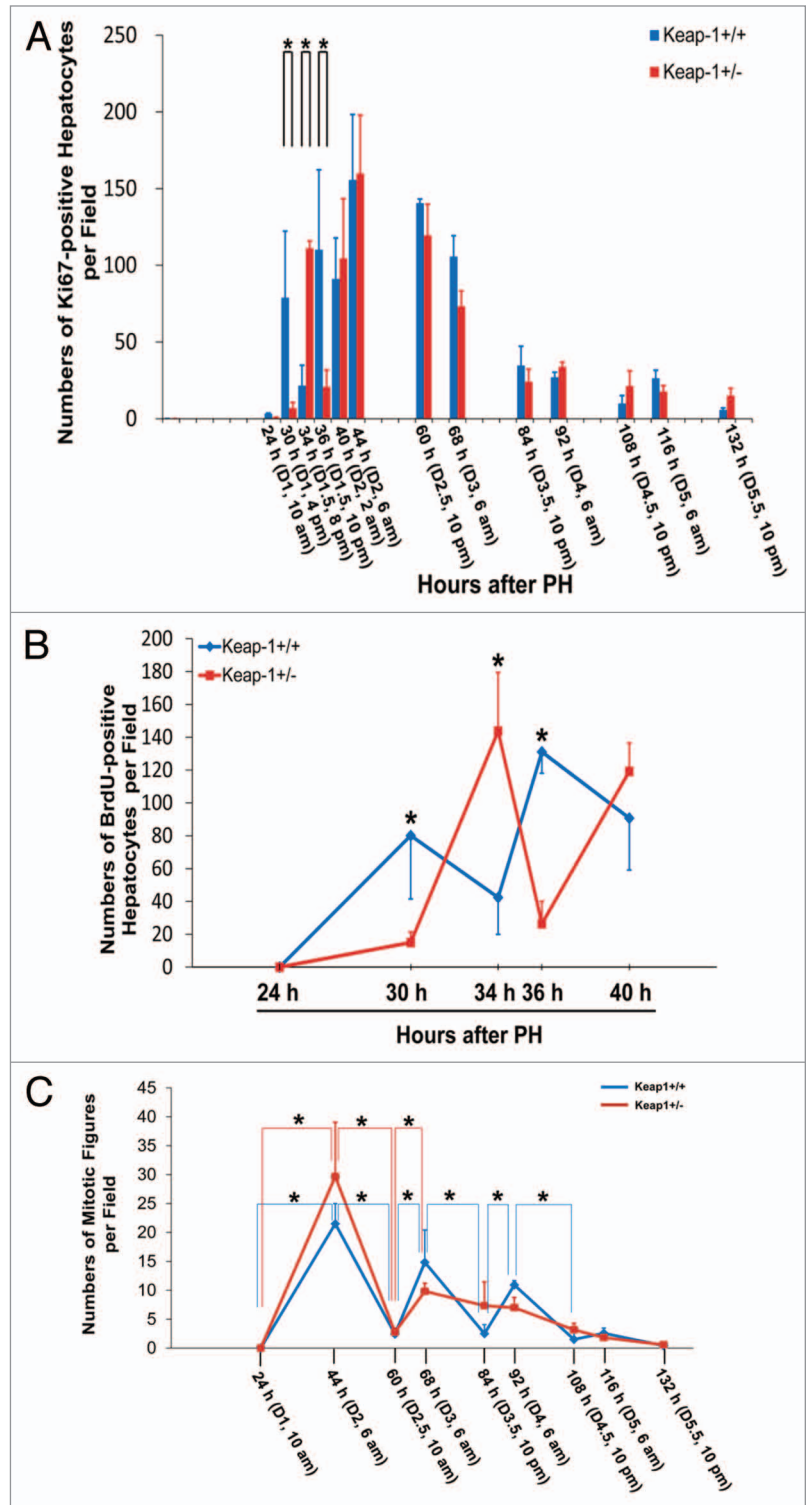 A
Numbers of Ki67-positive Hepatocytes
per Field
250
200
150
100
50
0
* * *
Keap-1+/+
Keap-1+/-
24 h (D1, 10 am)
30 h (D1, 4 pm)
34 h (D1.5, 8 pm)
36 h (D1.5, 10 pm)
40 h (D2, 2 am)
44 h (D2, 6 am)
60 h (D2.5, 10 pm)
68 h (D3, 6 am)
84 h (D3.5, 10 pm)
92 h (D4, 6 am)
108 h (D4.5, 10 pm)
116 h (D5, 6 am)
132 h (D5.5, 10 pm)
Hours after PH
B
Numbers of BrdU-positive
Hepatocytes per Field
200
180
160
140
120
100
80
60
40
20
0
Keap-1+/+
Keap-1+/-
*
*
*
24 h 30 h 34 h 36 h 40 h
Hours after PH
C
Numbers of Mitotic Figures
per Field
45
40
35
30
25
20
15
10
5
0
Keap1+/+
Keap1+/-
* * *
* * * * * *
24 h (D1, 10 am)
44 h (D2, 6 am)
60 h (D2.5, 10 am)
68 h (D3, 6 am)
84 h (D3.5, 10 pm)
92 h (D4, 6 am)
108 h (D4.5, 10 pm)
116 h (D5, 6 am)
132 h (D5.5, 10 pm)